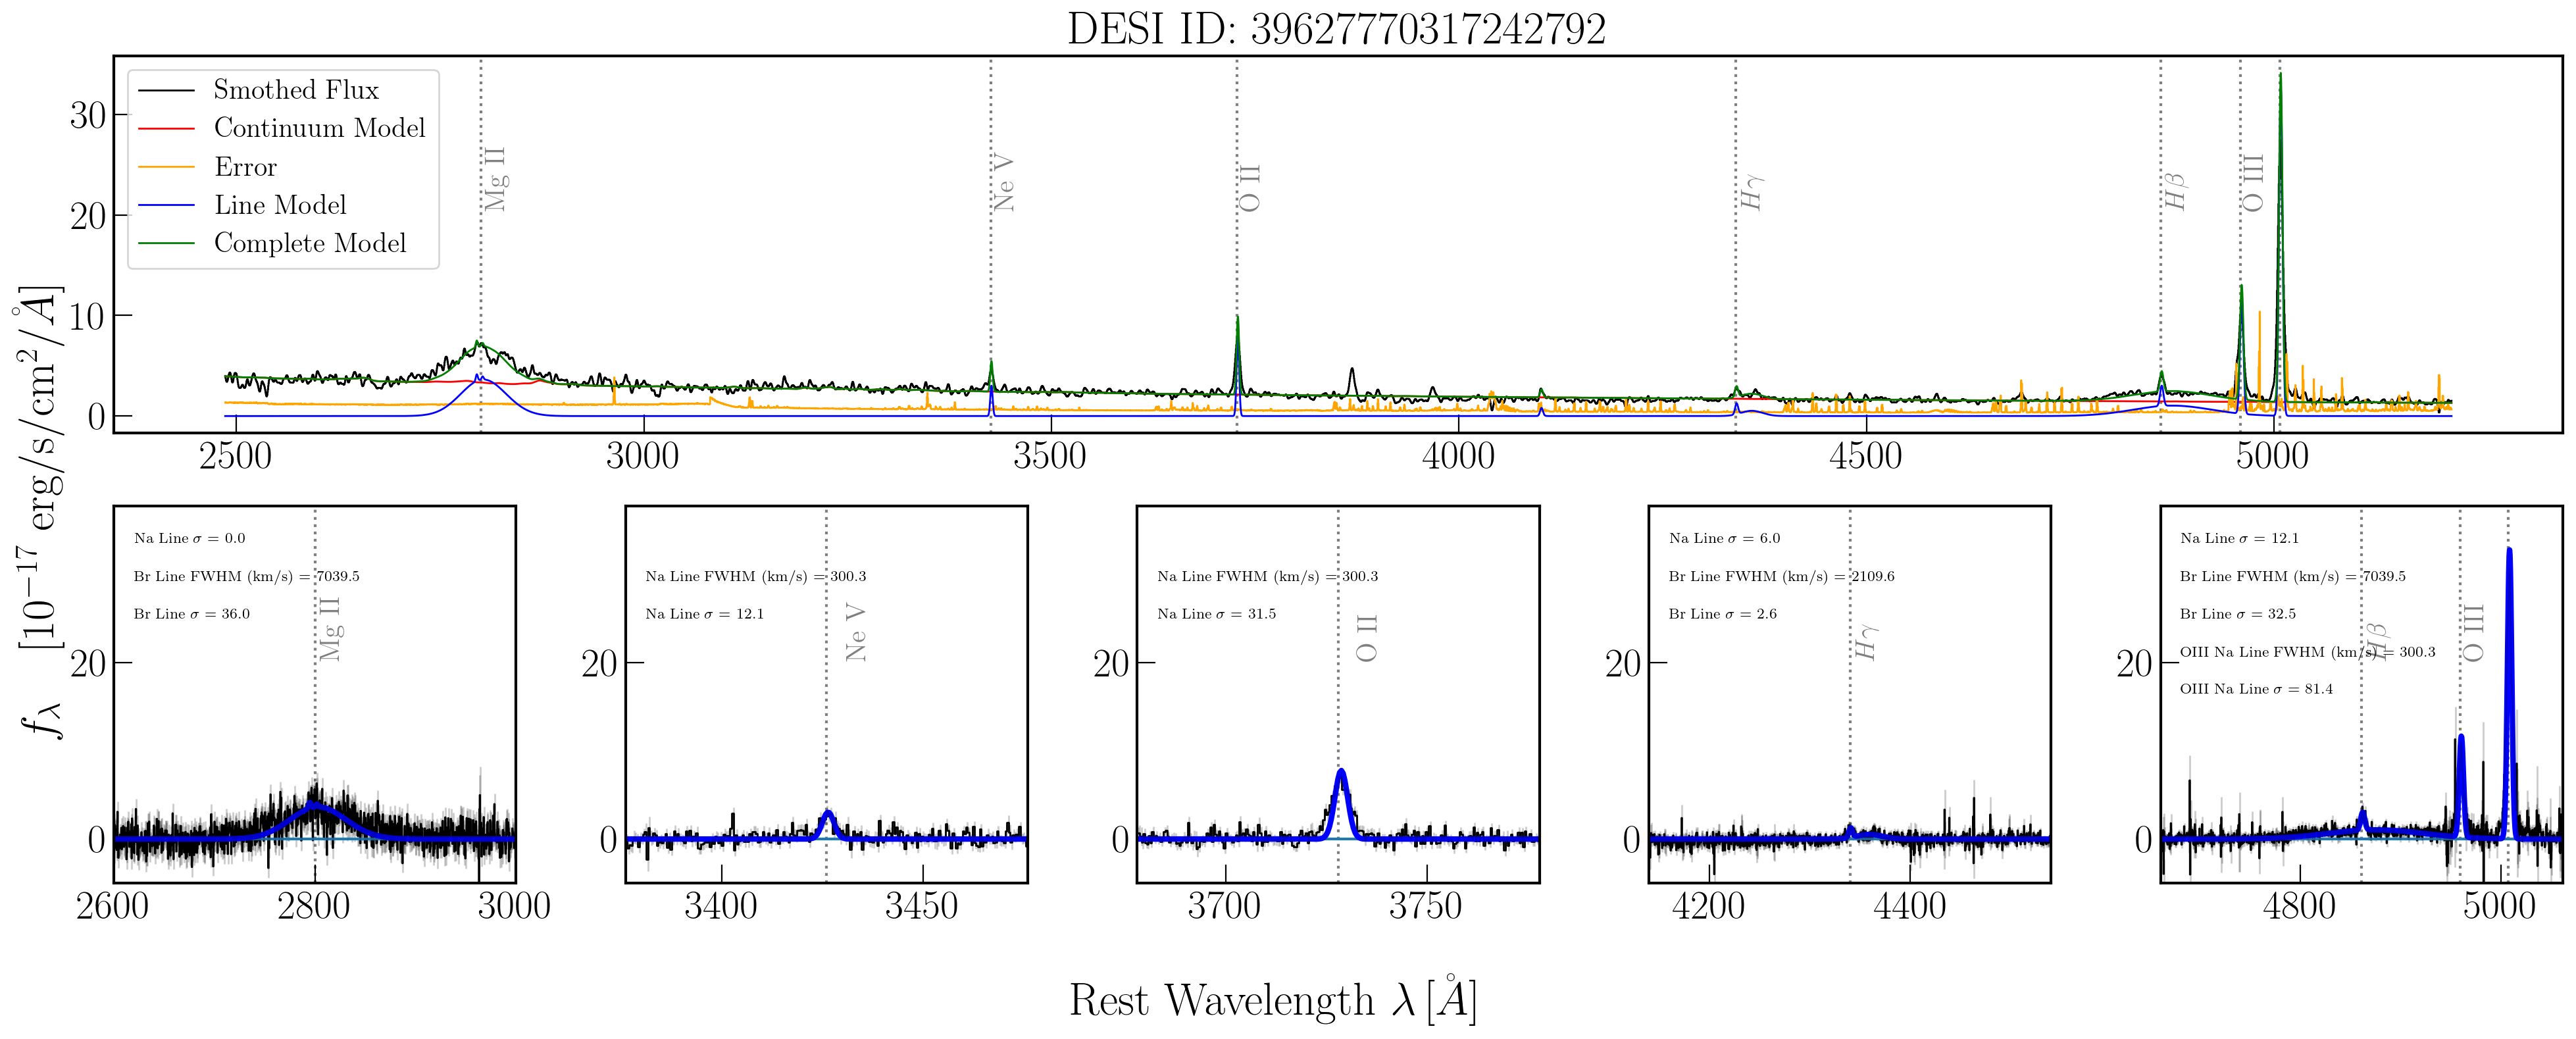 DESI ID: 39627770317242792
Smothed Flux
Continuum Model
Error
Line Model
Complete Model
Mg II
Ne V
O II
Hγ
Hβ
O III
30
20
10
0
2500
3000
3500
4000
4500
5000
f_λ [10^{-17} erg/s/cm^2/Å]
Na Line σ = 0.0
Br Line FWHM (km/s) = 7039.5
Br Line σ = 36.0
Mg II
20
0
2600
2800
3000
Na Line FWHM (km/s) = 300.3
Na Line σ = 12.1
Ne V
20
0
3400
3450
Na Line FWHM (km/s) = 300.3
Na Line σ = 31.5
O II
20
0
3700
3750
Na Line σ = 6.0
Br Line FWHM (km/s) = 2109.6
Br Line σ = 2.6
Hγ
20
0
4200
4400
Na Line σ = 12.1
Br Line FWHM (km/s) = 7039.5
Br Line σ = 32.5
OIII Na Line FWHM (km/s) = 300.3
OIII Na Line σ = 81.4
Hβ
O III
20
0
4800
5000
Rest Wavelength λ [Å]